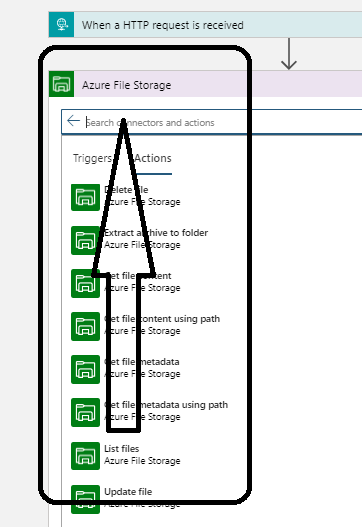 When a HTTP request is received
Azure File Storage
Search connectors and actions
Triggers Actions
Delete file
Azure File Storage
Extract archive to folder
Azure File Storage
Get file content
Azure File Storage
Get file content using path
Azure File Storage
Get file metadata
Azure File Storage
Get file metadata using path
Azure File Storage
List files
Azure File Storage
Update file
Azure File Storage